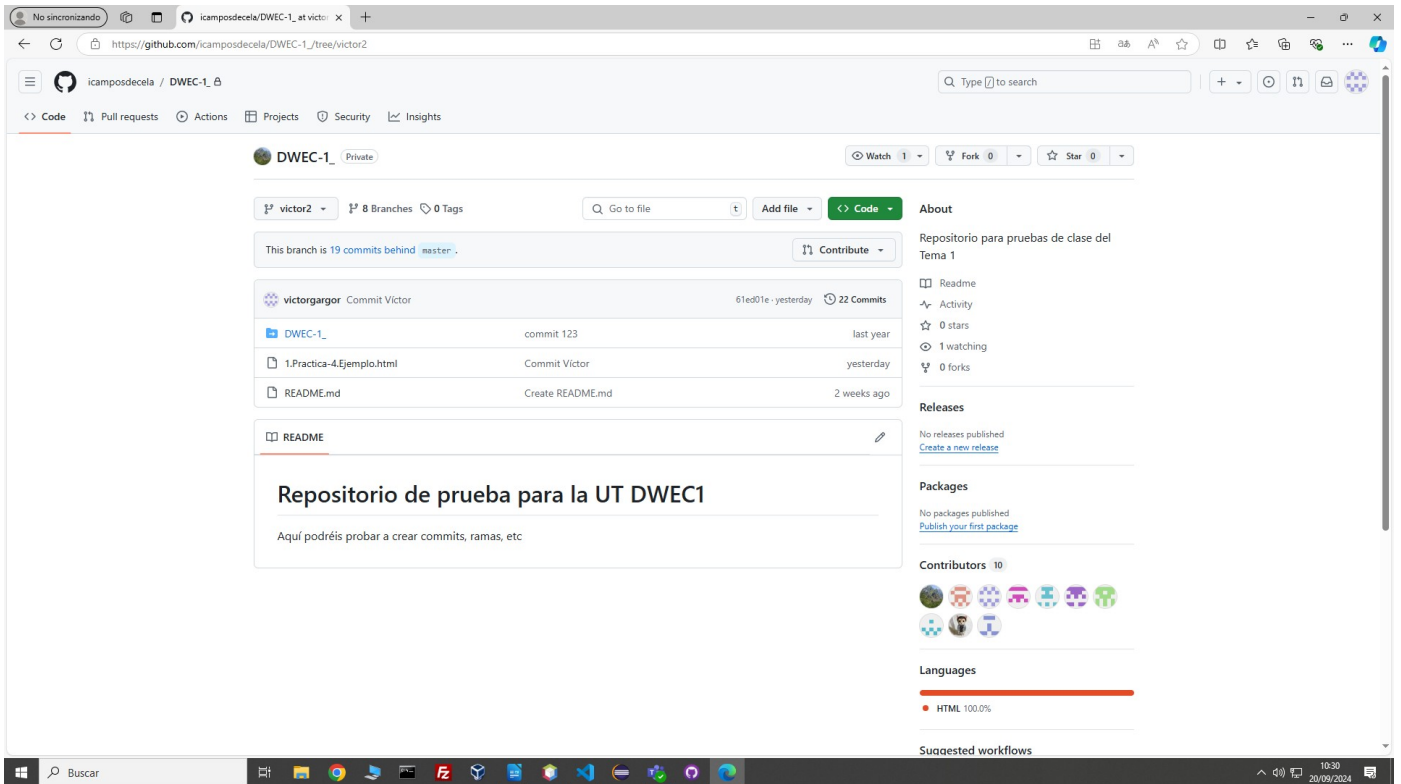 No sincronizando
icamposdecela/DWEC-1_ at victor
https://github.com/icamposdecela/DWEC-1_/tree/victor2
icamposdecela / DWEC-1_
Type / to search
Code Pull requests Actions Projects Security Insights
DWEC-1_ Private
Watch 1 Fork 0 Star 0
victor2 8 Branches 0 Tags
Go to file t Add file Code
This branch is 19 commits behind master .
Contribute
victorgargor Commit Víctor 61ed01e · yesterday 22 Commits
DWEC-1_ commit 123 last year
1.Practica-4.Ejemplo.html Commit Víctor yesterday
README.md Create README.md 2 weeks ago
README
Repositorio de prueba para la UT DWEC1
Aquí podréis probar a crear commits, ramas, etc
About
Repositorio para pruebas de clase del
Tema 1
Readme
Activity
0 stars
1 watching
0 forks
Releases
No releases published
Create a new release
Packages
No packages published
Publish your first package
Contributors 10
Languages
HTML 100.0%
Suggested workflows
Buscar
10:30
20/09/2024